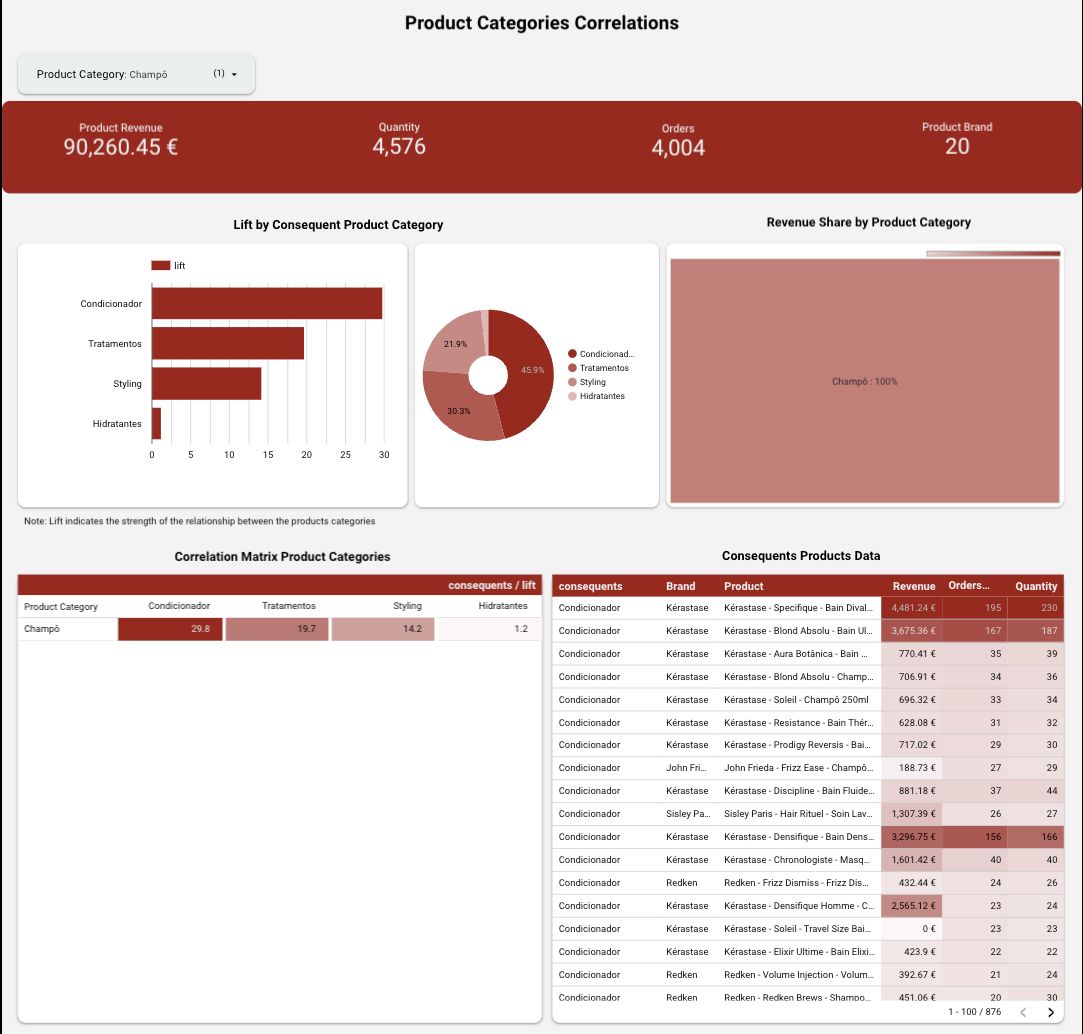 Product Categories Correlations
Product Category: Champô (1)
Product Revenue
90,260.45 €
Quantity
4,576
Orders
4,004
Product Brand
20
Lift by Consequent Product Category
Revenue Share by Product Category
lift
Condicionador
Tratamentos
Styling
Hidratantes
0 5 10 15 20 25 30
21.9%
45.9%
30.3%
Condicionad...
Tratamentos
Styling
Hidratantes
Champô : 100%
Note: Lift indicates the strength of the relationship between the products categories
Correlation Matrix Product Categories
consequents / lift
Product Category Condicionador Tratamentos Styling Hidratantes
Champô 29.8 19.7 14.2 1.2
Consequents Products Data
consequents Brand Product Revenue Orders... Quantity
Condicionador Kérastase Kérastase - Specifique - Bain Dival... 4,481.24 € 195 230
Condicionador Kérastase Kérastase - Blond Absolu - Bain Ul... 3,675.36 € 167 187
Condicionador Kérastase Kérastase - Aura Botânica - Bain ... 770.41 € 35 39
Condicionador Kérastase Kérastase - Blond Absolu - Champ... 706.91 € 34 36
Condicionador Kérastase Kérastase - Soleil - Champô 250ml 696.32 € 33 34
Condicionador Kérastase Kérastase - Resistance - Bain Thér... 628.08 € 31 32
Condicionador Kérastase Kérastase - Prodigy Reversis - Bai... 717.02 € 29 30
Condicionador John Fri... John Frieda - Frizz Ease - Champô... 188.73 € 27 29
Condicionador Kérastase Kérastase - Discipline - Bain Fluide... 881.18 € 37 44
Condicionador Sisley Pa... Sisley Paris - Hair Rituel - Soin Lav... 1,307.39 € 26 27
Condicionador Kérastase Kérastase - Densifique - Bain Dens... 3,296.75 € 156 166
Condicionador Kérastase Kérastase - Chronologiste - Masq... 1,601.42 € 40 40
Condicionador Redken Redken - Frizz Dismiss - Frizz Dis... 432.44 € 24 26
Condicionador Kérastase Kérastase - Densifique Homme - C... 2,565.12 € 23 24
Condicionador Kérastase Kérastase - Soleil - Travel Size Bai... 0 € 23 23
Condicionador Kérastase Kérastase - Elixir Ultime - Bain Elixi... 423.9 € 22 22
Condicionador Redken Redken - Volume Injection - Volum... 392.67 € 21 24
Condicionador Redken Redken - Redken Brews - Shampo... 451.06 € 20 30
1 - 100 / 876